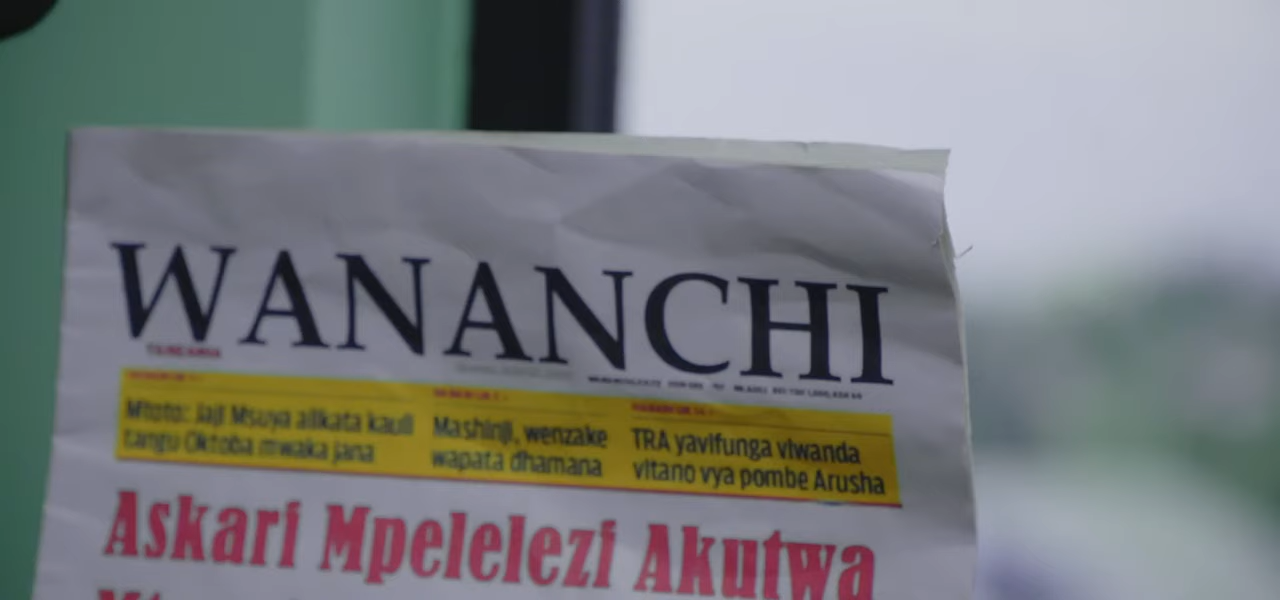 WANANCHI
TANZANIA
Mtoto: Jaji Msuya alikata kauli
tangu Oktoba mwaka jana
Mashinji, wenzake
wapata dhamana
TRA yavifunga viwanda
vitano vya pombe Arusha
Askari Mpelelezi Akutwa